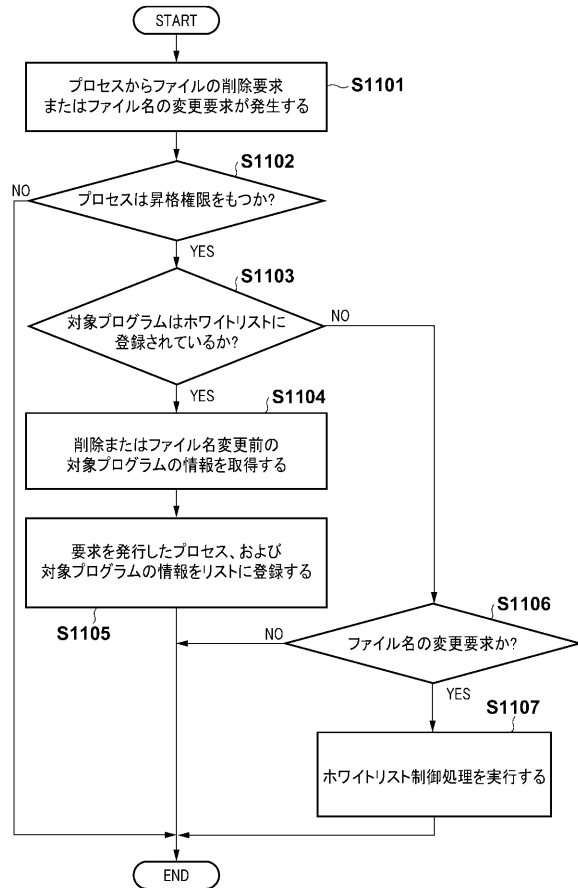 START
プロセスからファイルの削除要求
またはファイル名の変更要求が発生する
S1101
S1102
プロセスは昇格権限をもつか?
NO
YES
S1103
対象プログラムはホワイトリストに
登録されているか?
NO
YES
S1104
削除またはファイル名変更前の
対象プログラムの情報を取得する
要求を発行したプロセス、および
対象プログラムの情報をリストに登録する
S1105
S1106
ファイル名の変更要求か?
NO
YES
S1107
ホワイトリスト制御処理を実行する
END